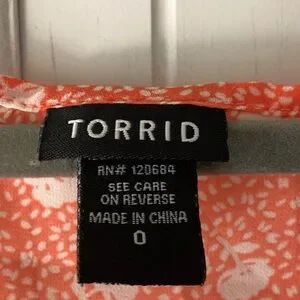 TORRID
RN# 120684
SEE CARE
ON REVERSE
MADE IN CHINA
0